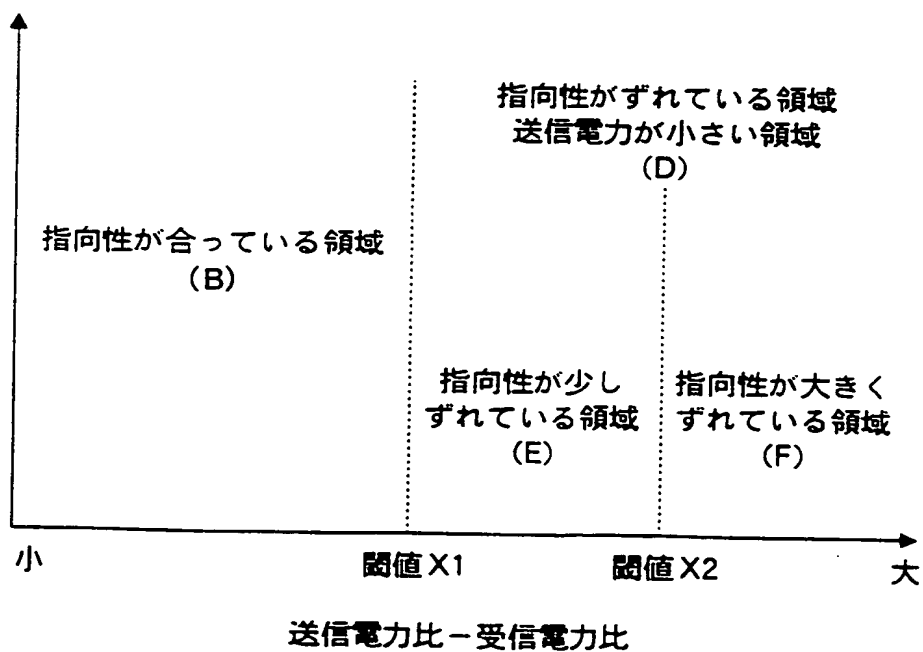 指向性がずれている領域
送信電力が小さい領域
(D)
指向性が合っている領域
(B)
指向性が少し
ずれている領域
(E)
指向性が大きく
ずれている領域
(F)
小
閾値X1
閾値X2
大
送信電力比－受信電力比